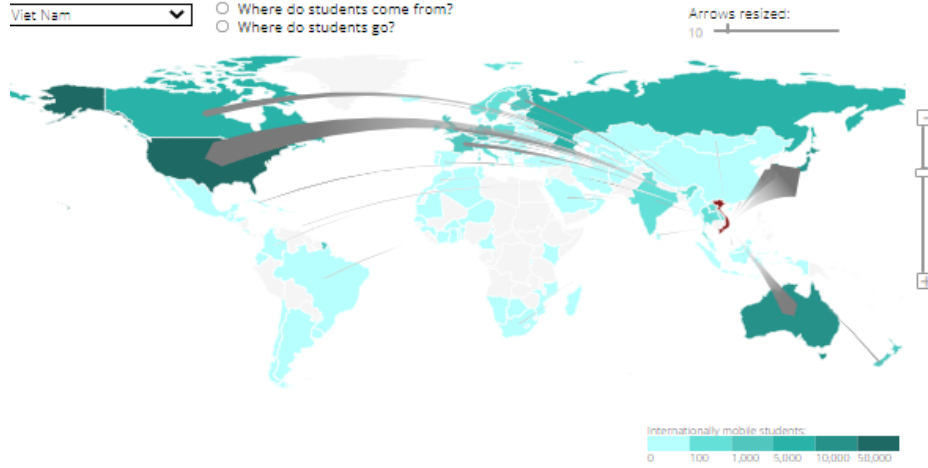 Viet Nam
Where do students come from?
Where do students go?
Arrows resized:
10
Internationally mobile students:
0 100 1,000 5,000 10,000 50,000